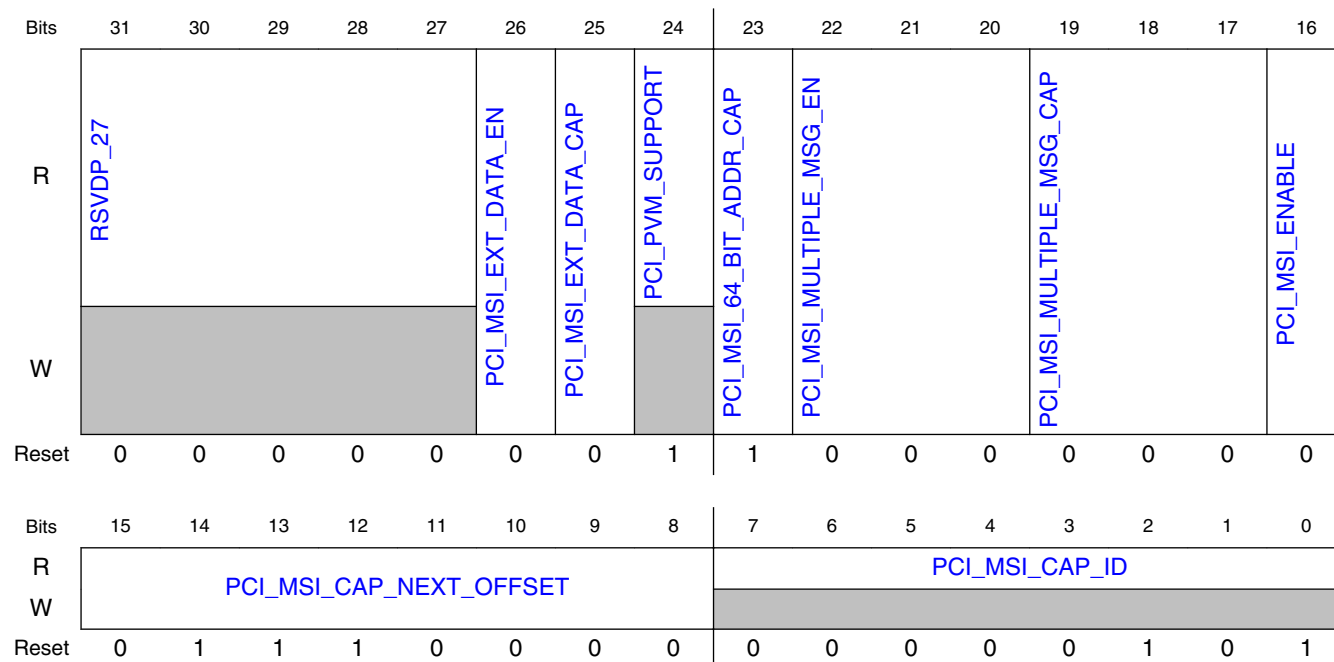 Bits 31 30 29 28 27 26 25 24 23 22 21 20 19 18 17 16
R
W
RSVDP_27
PCI_MSI_EXT_DATA_EN
PCI_MSI_EXT_DATA_CAP
PCI_PVM_SUPPORT
PCI_MSI_64_BIT_ADDR_CAP
PCI_MSI_MULTIPLE_MSG_EN
PCI_MSI_MULTIPLE_MSG_CAP
PCI_MSI_ENABLE
Reset 0 0 0 0 0 0 0 1 1 0 0 0 0 0 0 0
Bits 15 14 13 12 11 10 9 8 7 6 5 4 3 2 1 0
R
W
PCI_MSI_CAP_NEXT_OFFSET
PCI_MSI_CAP_ID
Reset 0 1 1 1 0 0 0 0 0 0 0 0 0 1 0 1